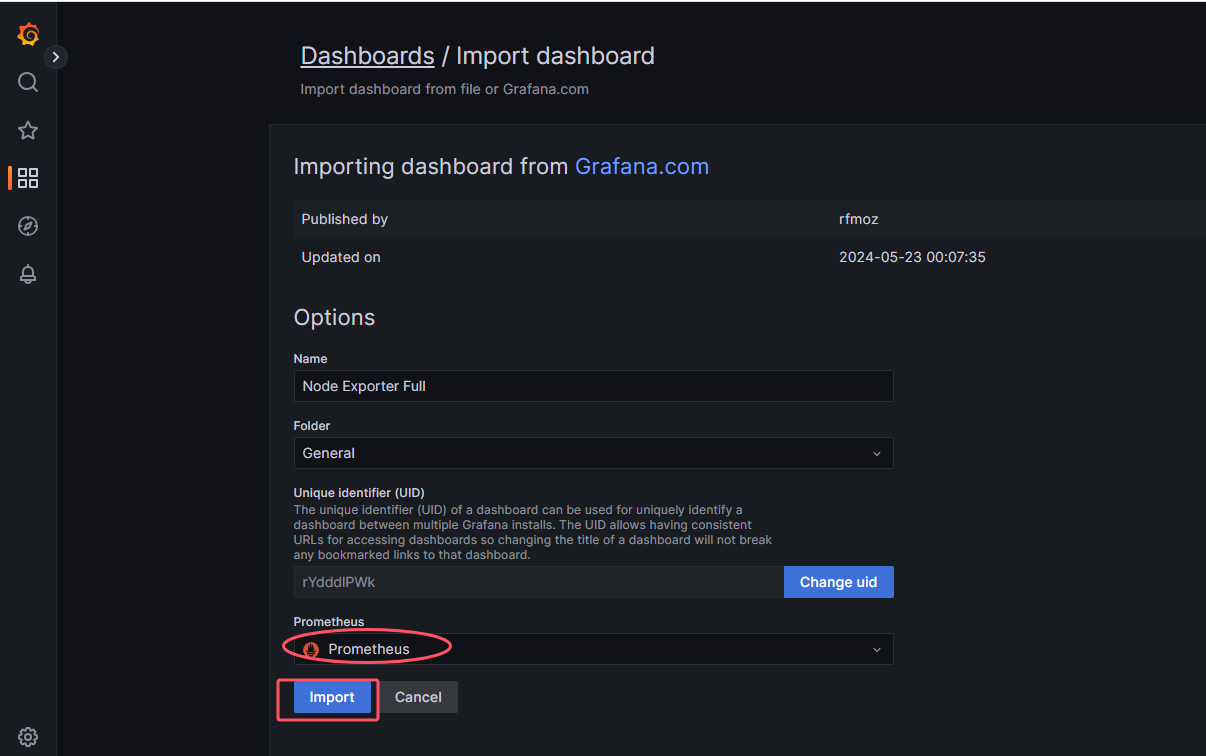 Dashboards / Import dashboard
Import dashboard from file or Grafana.com
Importing dashboard from Grafana.com
Published by rfmoz
Updated on 2024-05-23 00:07:35
Options
Name
Node Exporter Full
Folder
General
Unique identifier (UID)
The unique identifier (UID) of a dashboard can be used for uniquely identify a
dashboard between multiple Grafana installs. The UID allows having consistent
URLs for accessing dashboards so changing the title of a dashboard will not break
any bookmarked links to that dashboard.
rYdddlPWk Change uid
Prometheus
Prometheus
Import Cancel